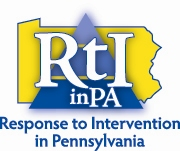 RtI
inPA
Response to Intervention
in Pennsylvania